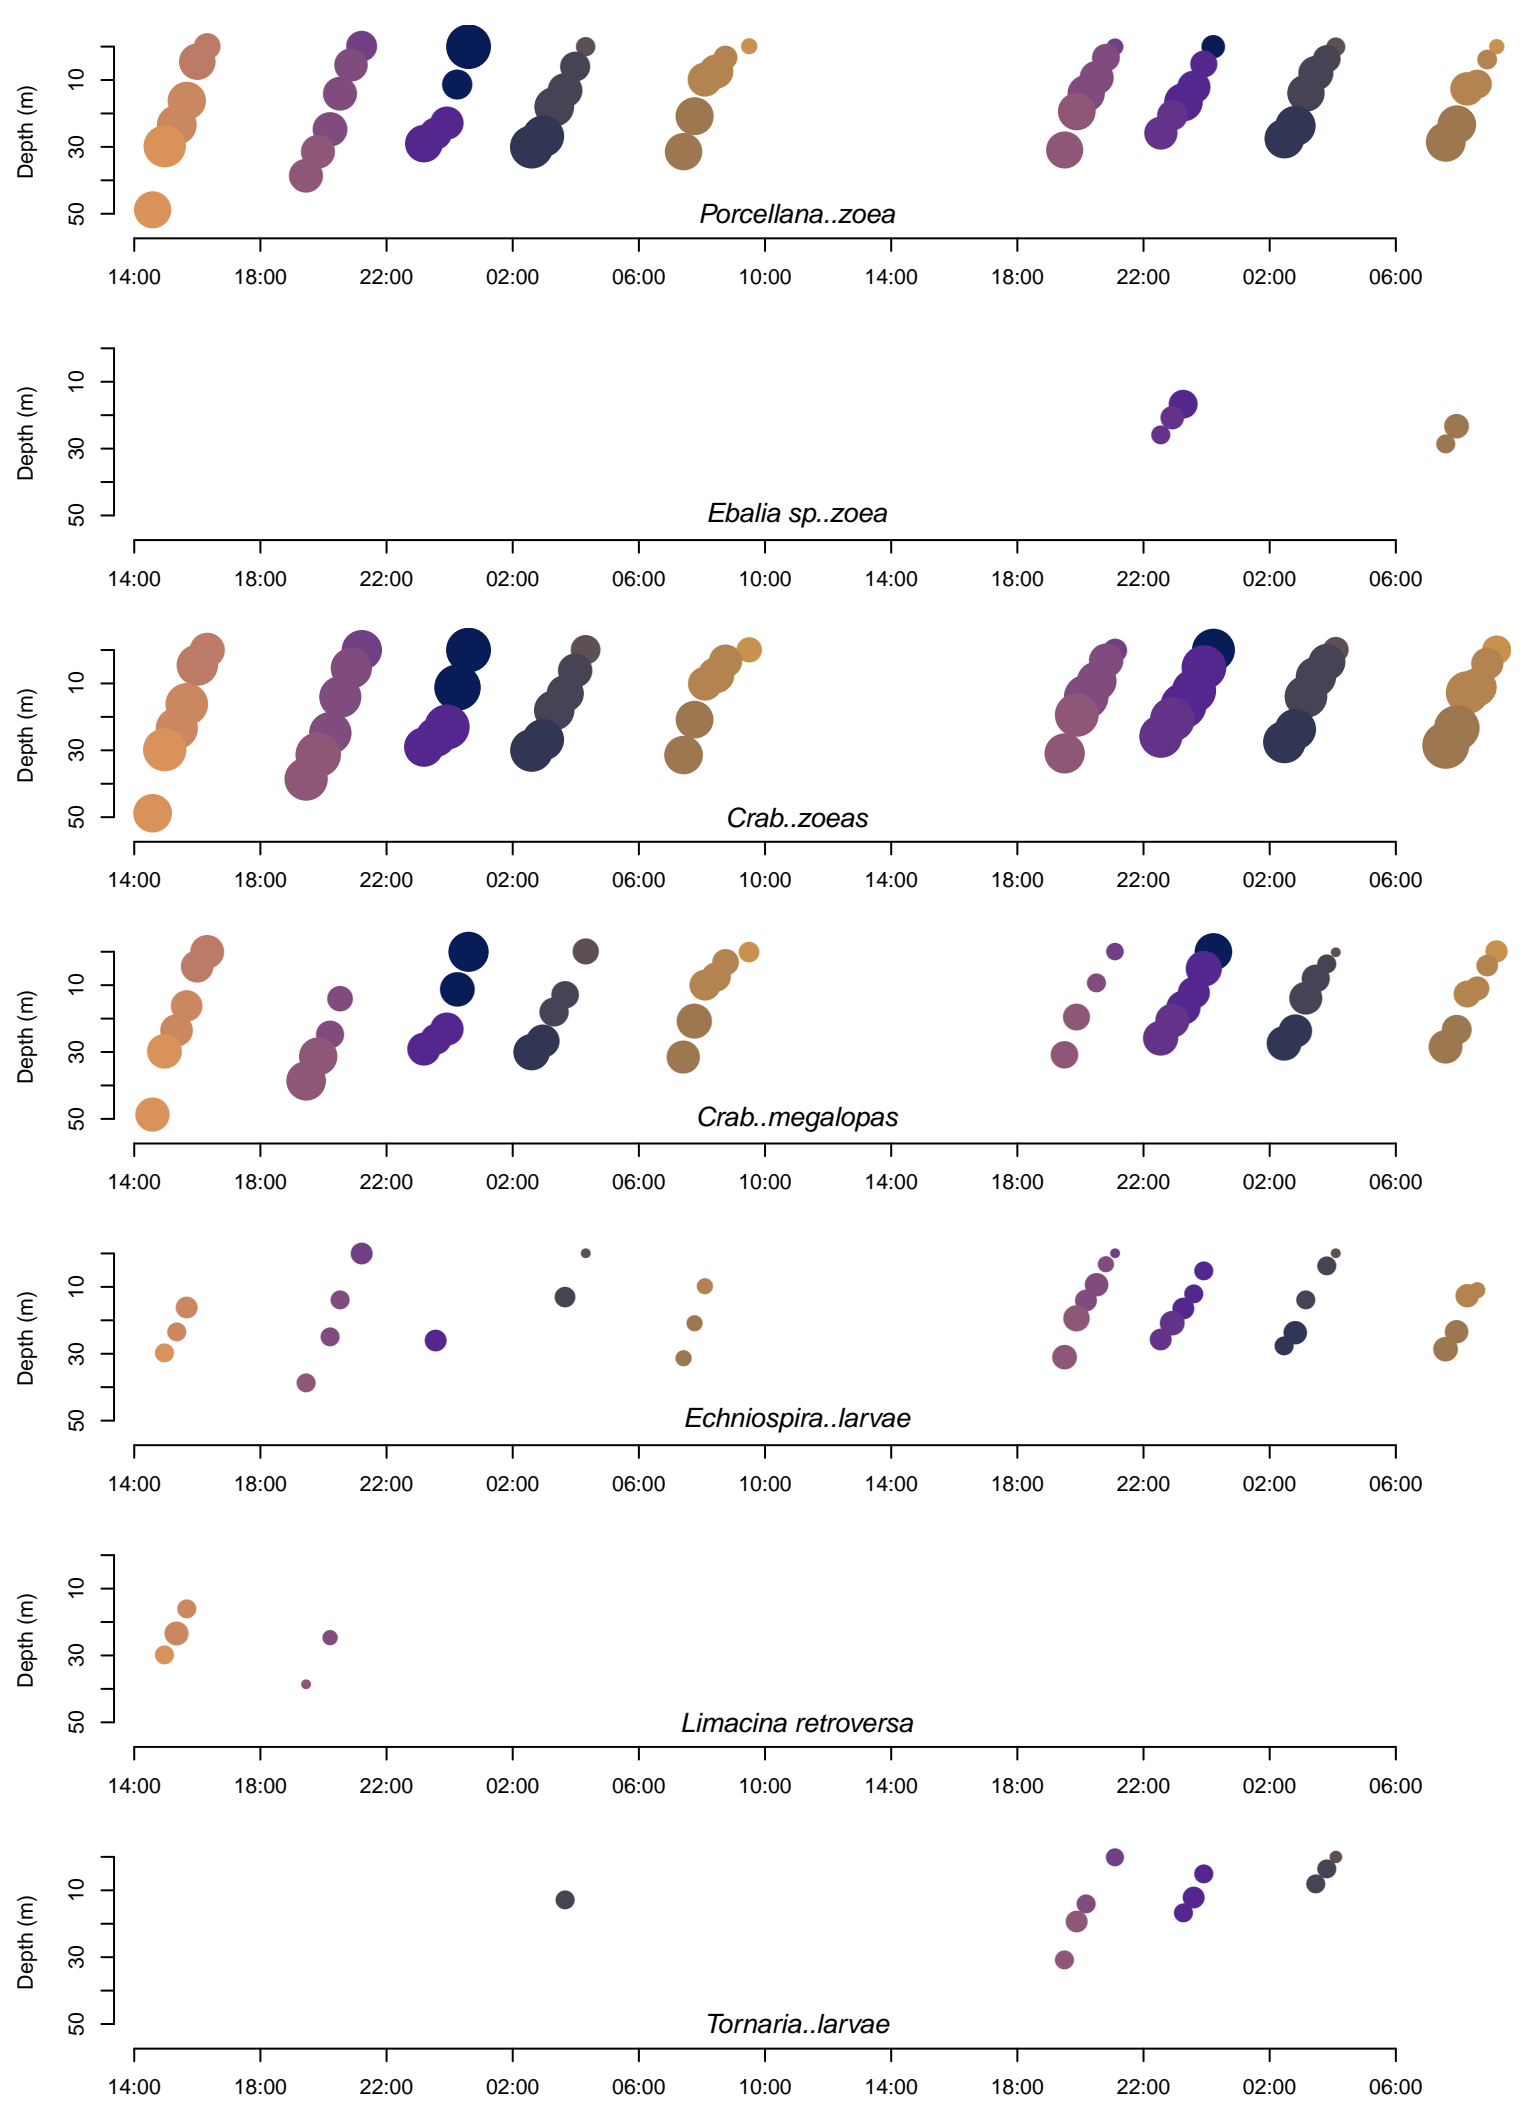 Depth (m)
10
30
50
Porcellana..zoea
14:00 18:00 22:00 02:00 06:00 10:00 14:00 18:00 22:00 02:00 06:00
Depth (m)
10
30
50
Ebalia sp..zoea
14:00 18:00 22:00 02:00 06:00 10:00 14:00 18:00 22:00 02:00 06:00
Depth (m)
10
30
50
Crab..zoeas
14:00 18:00 22:00 02:00 06:00 10:00 14:00 18:00 22:00 02:00 06:00
Depth (m)
10
30
50
Crab..megalopas
14:00 18:00 22:00 02:00 06:00 10:00 14:00 18:00 22:00 02:00 06:00
Depth (m)
10
30
50
Echniospira..larvae
14:00 18:00 22:00 02:00 06:00 10:00 14:00 18:00 22:00 02:00 06:00
Depth (m)
10
30
50
Limacina retroversa
14:00 18:00 22:00 02:00 06:00 10:00 14:00 18:00 22:00 02:00 06:00
Depth (m)
10
30
50
Tornaria..larvae
14:00 18:00 22:00 02:00 06:00 10:00 14:00 18:00 22:00 02:00 06:00